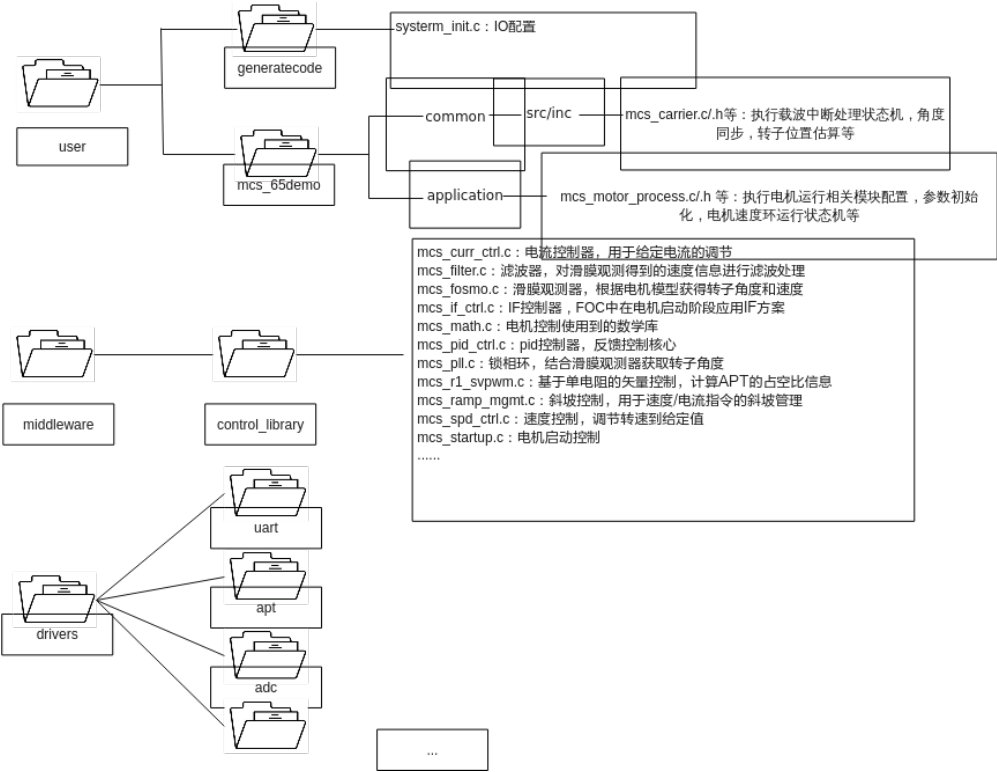 systerm_init.c：IO配置
generatecode
user
common
src/inc
mcs_carrier.c/.h等：执行载波中断处理状态机，角度
同步，转子位置估算等
mcs_65demo
application
mcs_motor_process.c/.h 等：执行电机运行相关模块配置，参数初始
化，电机速度环运行状态机等
mcs_curr_ctrl.c：电流控制器，用于给定电流的调节
mcs_filter.c：滤波器，对滑膜观测得到的速度信息进行滤波处理
mcs_fosmo.c：滑膜观测器，根据电机模型获得转子角度和速度
mcs_if_ctrl.c：IF控制器，FOC中在电机启动阶段应用IF方案
mcs_math.c：电机控制使用到的数学库
mcs_pid_ctrl.c：pid控制器，反馈控制核心
mcs_pll.c：锁相环，结合滑膜观测器获取转子角度
mcs_r1_svpwm.c：基于单电阻的矢量控制，计算APT的占空比信息
mcs_ramp_mgmt.c：斜坡控制，用于速度/电流指令的斜坡管理
mcs_spd_ctrl.c：速度控制，调节转速到给定值
mcs_startup.c：电机启动控制
......
middleware
control_library
uart
apt
drivers
adc
...